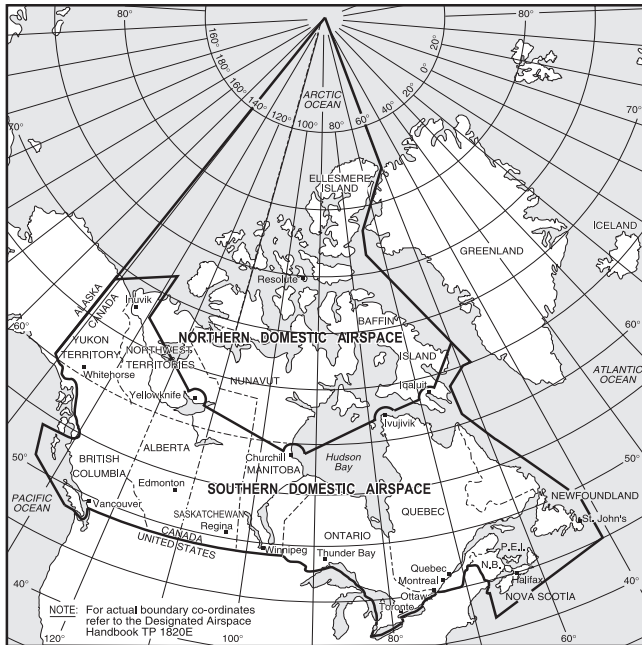 80°
80°
160°
180°
160°
140°
120°
100°
80°
60°
40°
20°
0°
20°
ARCTIC
OCEAN
70°
70°
ELLESMERE
ISLAND
GREENLAND
ICELAND
Resolute
ALASKA
CANADA
Inuvik
BAFFIN
ISLAND
NORTHERN DOMESTIC AIRSPACE
60°
60°
YUKON
TERRITORY
NORTHWEST
TERRITORIES
NUNAVUT
Whitehorse
ATLANTIC
OCEAN
Yellowknife
Iqaluit
Ivujivik
BRITISH
COLUMBIA
ALBERTA
Churchill
MANITOBA
Hudson
Bay
50°
50°
Edmonton
SOUTHERN DOMESTIC AIRSPACE
PACIFIC
OCEAN
Vancouver
SASKATCHEWAN
Regina
QUEBEC
NEWFOUNDLAND
St. John's
CANADA
UNITED STATES
Winnipeg
ONTARIO
Thunder Bay
P.E.I.
N.B.
Quebec
Montreal
Ottawa
Toronto
Halifax
NOVA SCOTIA
40°
40°
NOTE: For actual boundary co-ordinates
refer to the Designated Airspace
Handbook TP 1820E
120°
100°
80°
60°